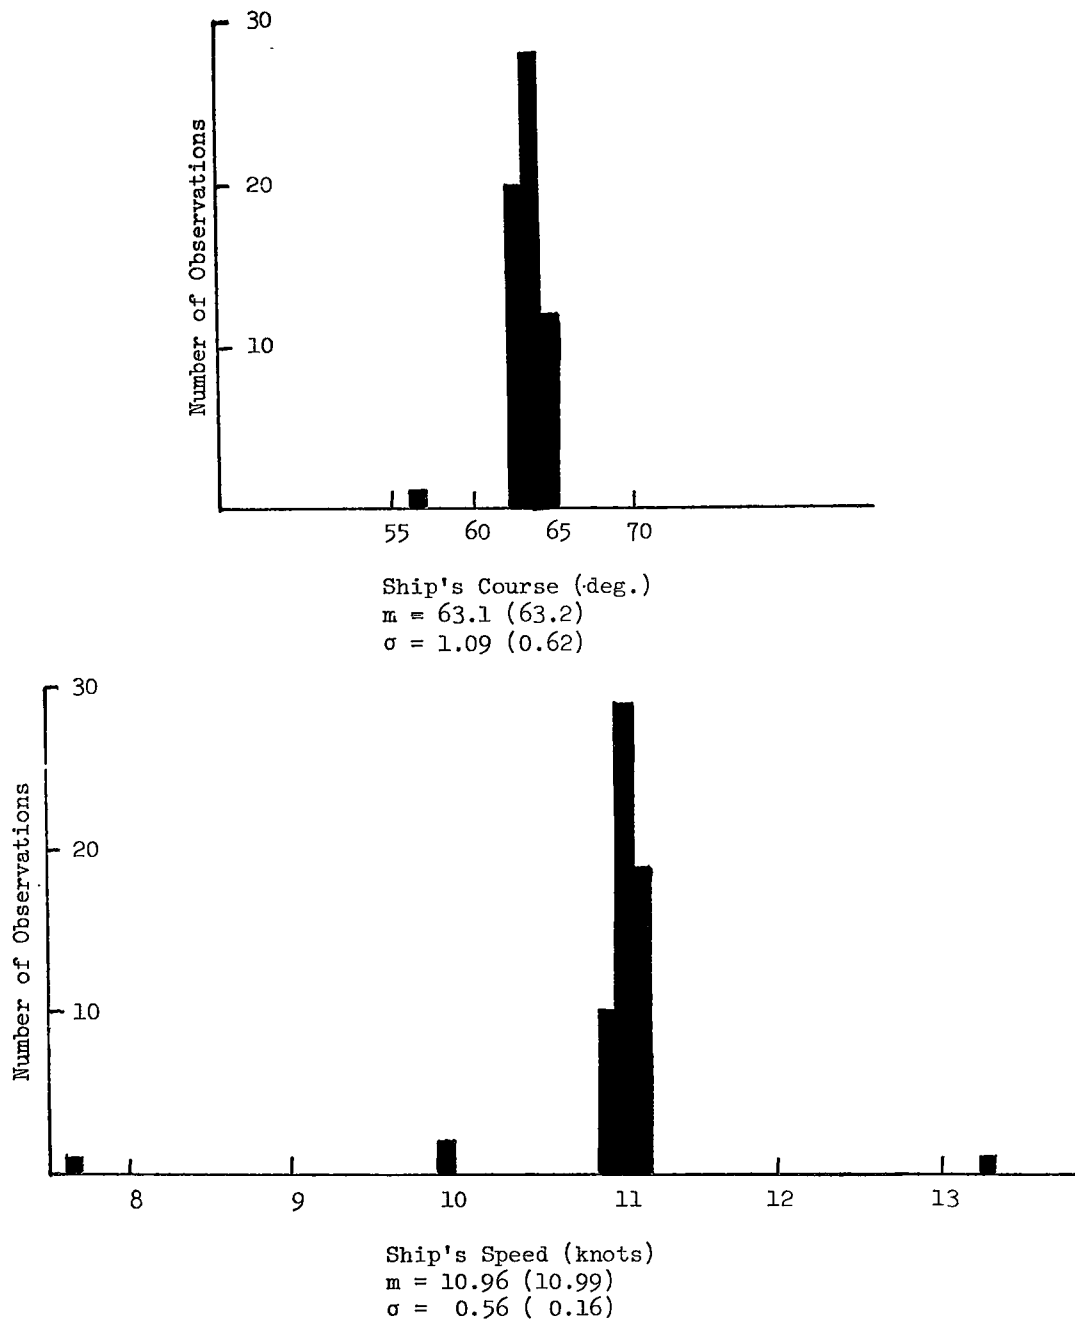 30
20
10
Number of Observations
55 60 65 70
Ship's Course (deg.)
m = 63.1 (63.2)
σ = 1.09 (0.62)
30
20
10
Number of Observations
8 9 10 11 12 13
Ship's Speed (knots)
m = 10.96 (10.99)
σ = 0.56 ( 0.16)